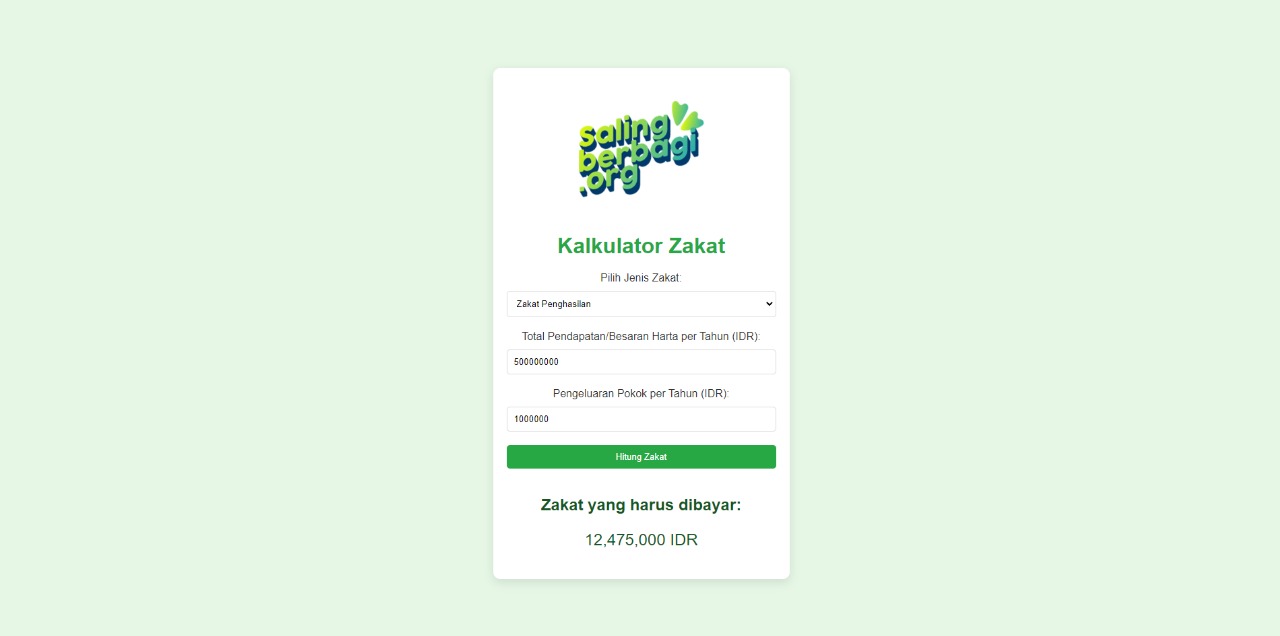 saling
berbagi
.org
Kalkulator Zakat
Pilih Jenis Zakat:
Zakat Penghasilan
Total Pendapatan/Besaran Harta per Tahun (IDR):
500000000
Pengeluaran Pokok per Tahun (IDR):
1000000
Hitung Zakat
Zakat yang harus dibayar:
12,475,000 IDR